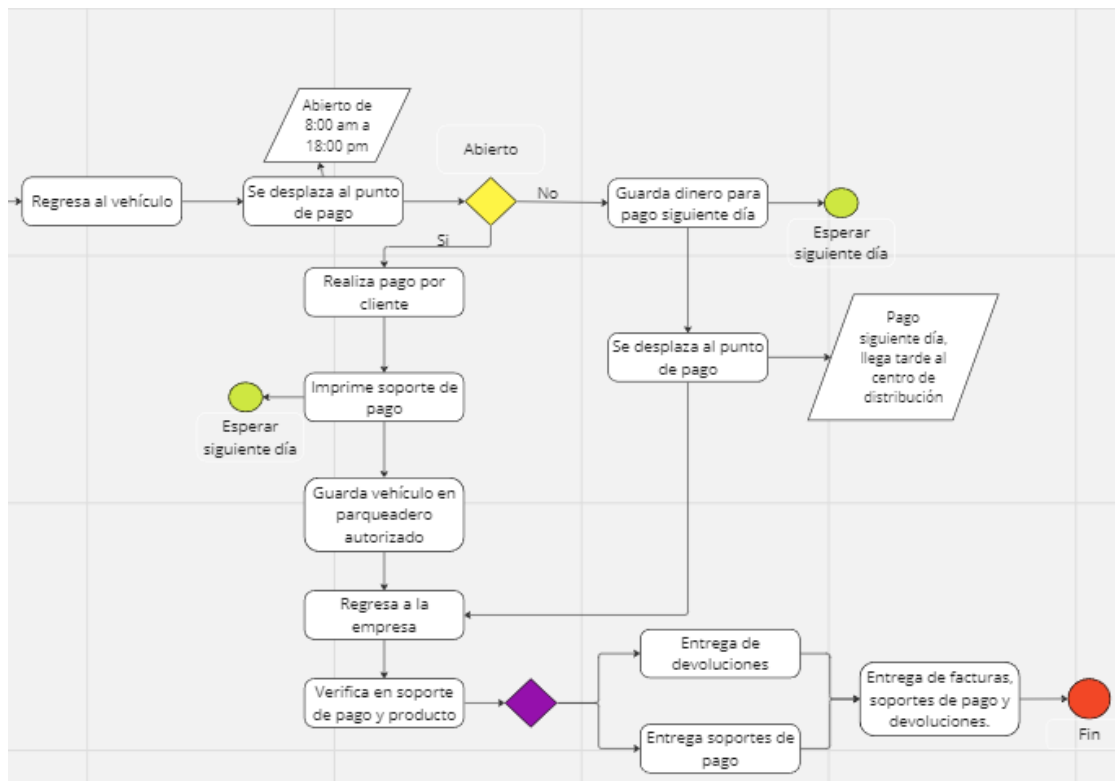 Abierto de
8:00 am a
18:00 pm
Abierto
Regresa al vehículo
Se desplaza al punto
de pago
No
Guarda dinero para
pago siguiente día
Esperar
siguiente día
Si
Realiza pago por
cliente
Pago
siguiente día,
llega tarde al
centro de
distribución
Se desplaza al punto
de pago
Imprime soporte de
pago
Esperar
siguiente día
Guarda vehículo en
parqueadero
autorizado
Regresa a la
empresa
Entrega de
devoluciones
Verifica en soporte
de pago y producto
Entrega de facturas,
soportes de pago y
devoluciones.
Entrega soportes de
pago
Fin